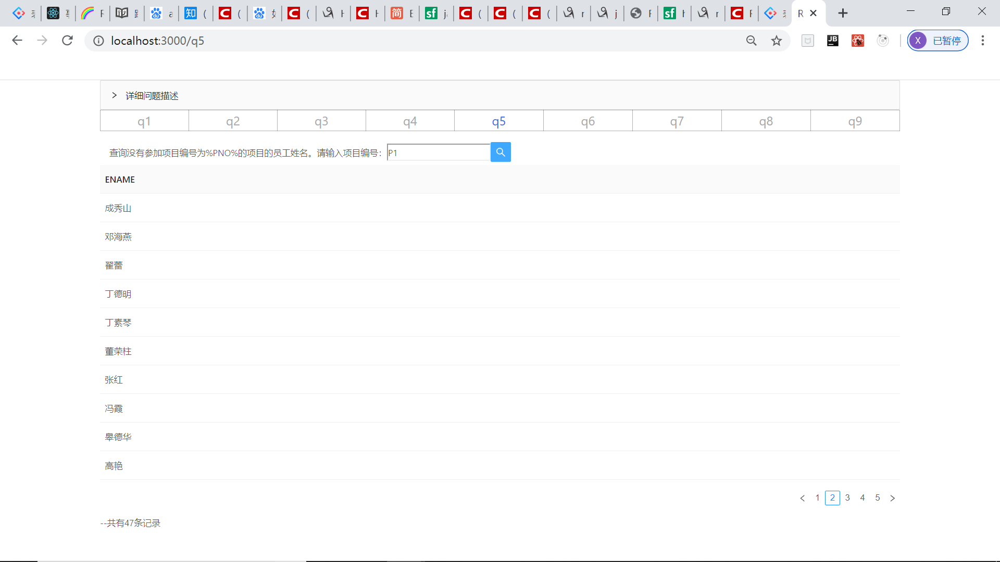 localhost:3000/q5
X 已暂停
详细问题描述
q1 q2 q3 q4 q5 q6 q7 q8 q9
查询没有参加项目编号为%PNO%的项目的员工姓名。请输入项目编号: P1
ENAME
成秀山
邓海燕
翟蕾
丁德明
丁素琴
董荣柱
张红
冯霞
皋德华
高艳
1 2 3 4 5
--共有47条记录